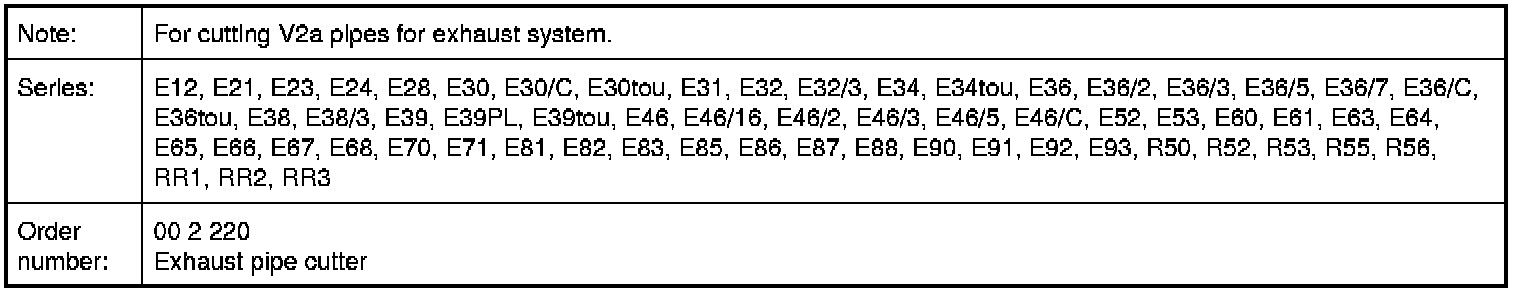 Note: For cutting V2a pipes for exhaust system.
Series: E12, E21, E23, E24, E28, E30, E30/C, E30tou, E31, E32, E32/3, E34, E34tou, E36, E36/2, E36/3, E36/5, E36/7, E36/C,
E36tou, E38, E38/3, E39, E39PL, E39tou, E46, E46/16, E46/2, E46/3, E46/5, E46/C, E52, E53, E60, E61, E63, E64,
E65, E66, E67, E68, E70, E71, E81, E82, E83, E85, E86, E87, E88, E90, E91, E92, E93, R50, R52, R53, R55, R56,
RR1, RR2, RR3
Order number: 00 2 220
Exhaust pipe cutter